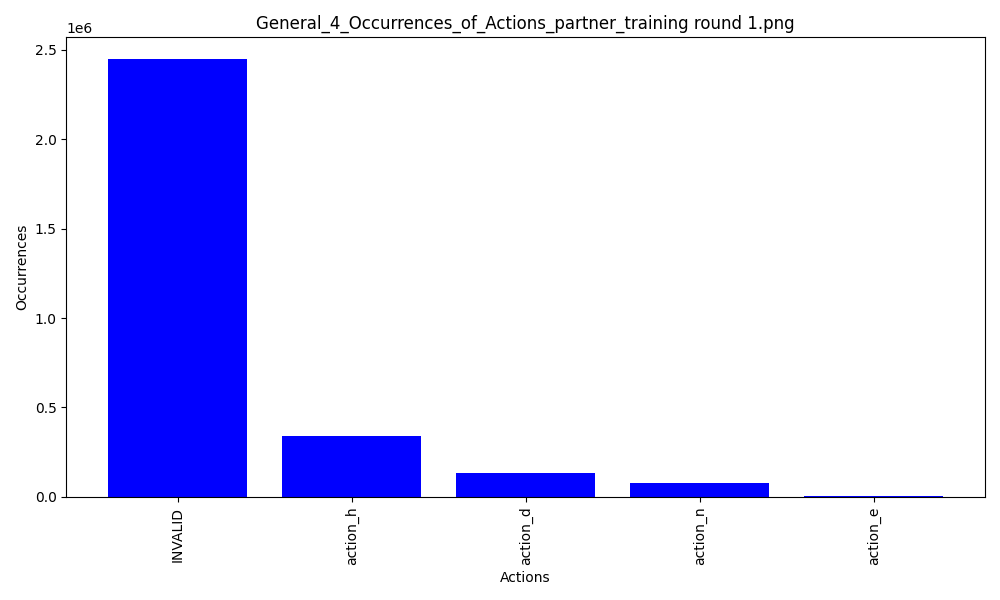 General_4_Occurrences_of_Actions_partner_training round 1.png
1e6
2.5
2.0
1.5
1.0
0.5
0.0
Occurrences
INVALID
action_h
action_d
action_n
action_e
Actions